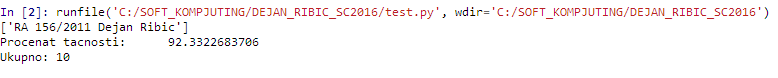 In [2]: runfile('C:/SOFT_KOMPJUTING/DEJAN_RIBIC_SC2016/test.py', wdir='C:/SOFT_KOMPJUTING/DEJAN_RIBIC_SC2016')
['RA 156/2011 Dejan Ribic']
Procenat tacnosti:     92.3322683706
Ukupno: 10